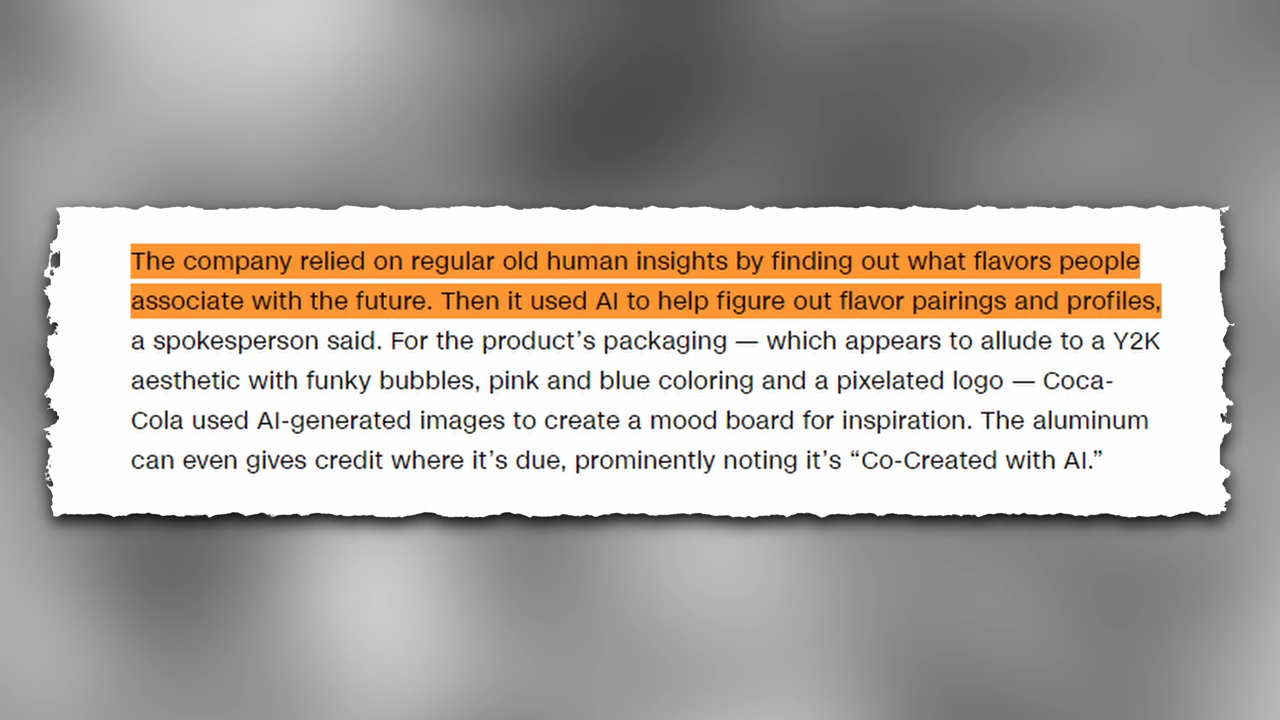 The company relied on regular old human insights by finding out what flavors people
associate with the future. Then it used AI to help figure out flavor pairings and profiles,
a spokesperson said. For the product’s packaging — which appears to allude to a Y2K
aesthetic with funky bubbles, pink and blue coloring and a pixelated logo — Coca-
Cola used AI-generated images to create a mood board for inspiration. The aluminum
can even gives credit where it’s due, prominently noting it’s “Co-Created with AI.”